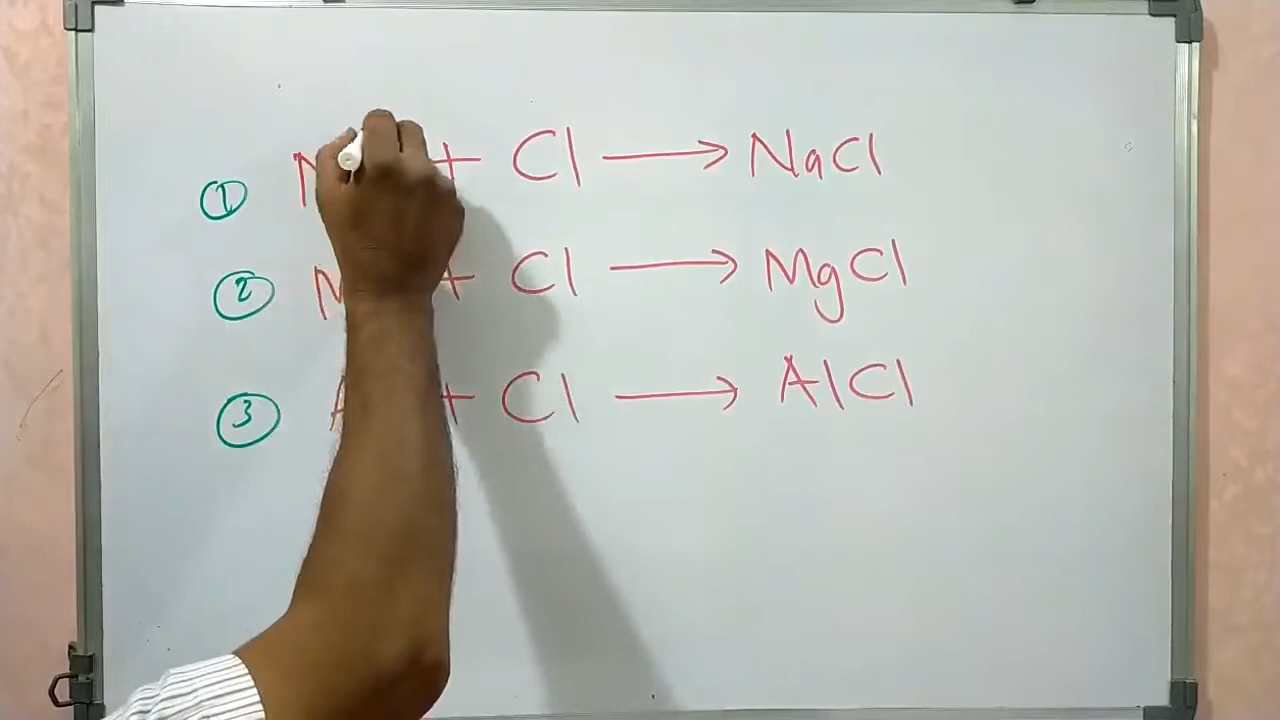 ① N + Cl → NaCl
② M + Cl → MgCl
③ A + Cl → AlCl